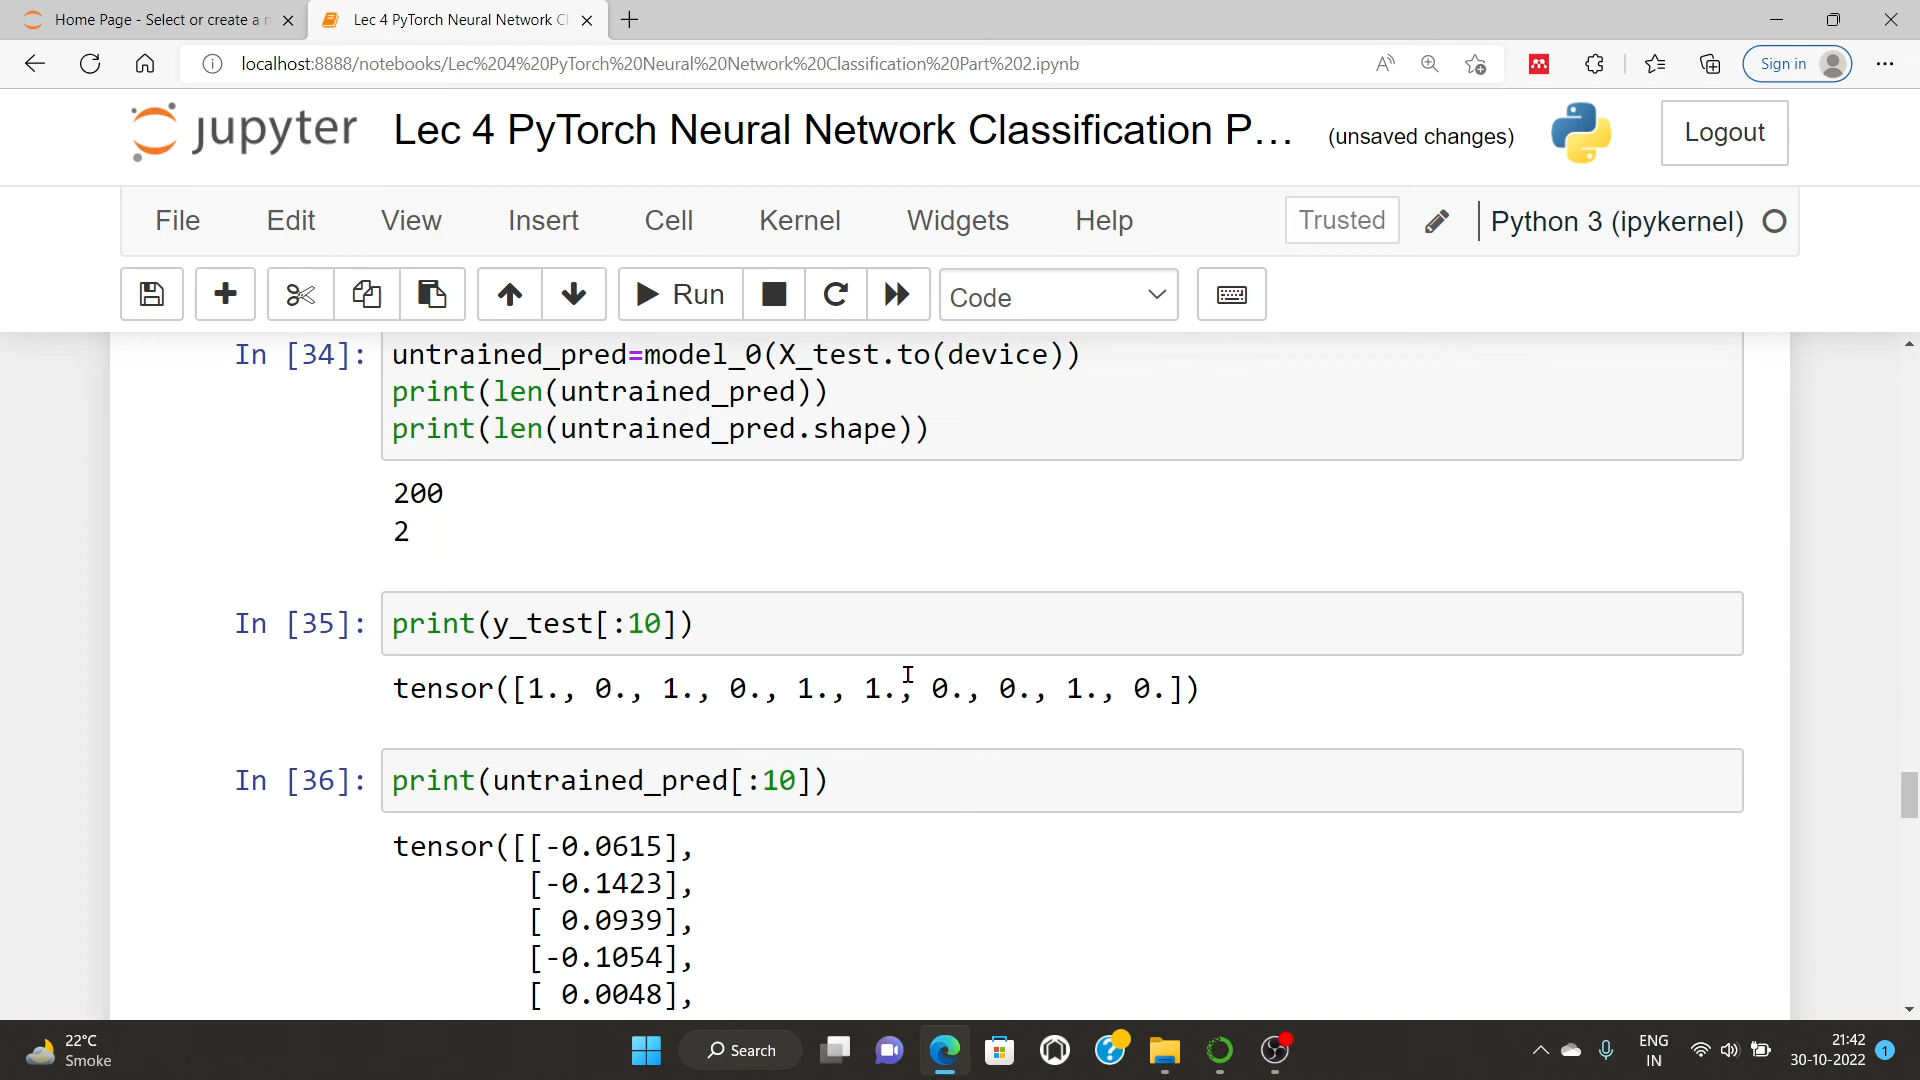 Home Page - Select or create a n
Lec 4 PyTorch Neural Network Cl
localhost:8888/notebooks/Lec%204%20PyTorch%20Neural%20Network%20Classification%20Part%202.ipynb
Sign in
jupyter Lec 4 PyTorch Neural Network Classification P... (unsaved changes) Logout
File Edit View Insert Cell Kernel Widgets Help Trusted Python 3 (ipykernel)
Run Code
In [34]: untrained_pred=model_0(X_test.to(device))
print(len(untrained_pred))
print(len(untrained_pred.shape))
200
2
In [35]: print(y_test[:10])
tensor([1., 0., 1., 0., 1., 1., 0., 0., 1., 0.])
In [36]: print(untrained_pred[:10])
tensor([[-0.0615],
[-0.1423],
[ 0.0939],
[-0.1054],
[ 0.0048],
22°C
Smoke
Search
ENG
IN
21:42
30-10-2022
1